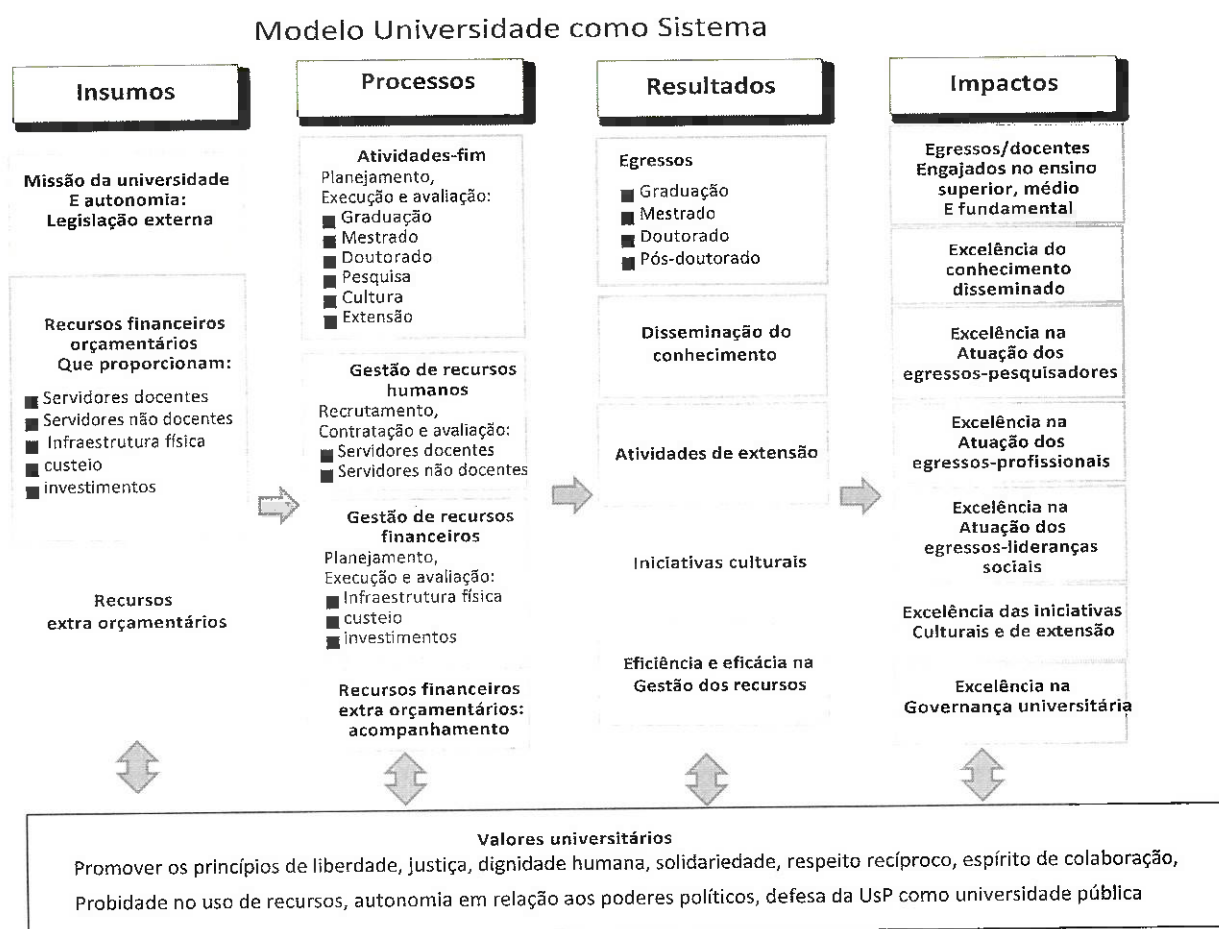 Modelo Universidade como Sistema
Insumos
Missão da universidade
E autonomia:
Legislação externa
Recursos financeiros
orçamentários
Que proporcionam:
Servidores docentes
Servidores não docentes
Infraestrutura física
custeio
investimentos
Recursos
extra orçamentários
Processos
Atividades-fim
Planejamento,
Execução e avaliação:
Graduação
Mestrado
Doutorado
Pesquisa
Cultura
Extensão
Gestão de recursos
humanos
Recrutamento,
Contratação e avaliação:
Servidores docentes
Servidores não docentes
Gestão de recursos
financeiros
Planejamento,
Execução e avaliação:
Infraestrutura física
custeio
investimentos
Recursos financeiros
extra orçamentários:
acompanhamento
Resultados
Egressos
Graduação
Mestrado
Doutorado
Pós-doutorado
Disseminação do
conhecimento
Atividades de extensão
Iniciativas culturais
Eficiência e eficácia na
Gestão dos recursos
Impactos
Egressos/docentes
Engajados no ensino
superior, médio
E fundamental
Excelência do
conhecimento
disseminado
Excelência na
Atuação dos
egressos-pesquisadores
Excelência na
Atuação dos
egressos-profissionais
Excelência na
Atuação dos
egressos-lideranças
sociais
Excelência das iniciativas
Culturais e de extensão
Excelência na
Governança universitária
Valores universitários
Promover os princípios de liberdade, justiça, dignidade humana, solidariedade, respeito recíproco, espírito de colaboração,
Probidade no uso de recursos, autonomia em relação aos poderes políticos, defesa da UsP como universidade pública